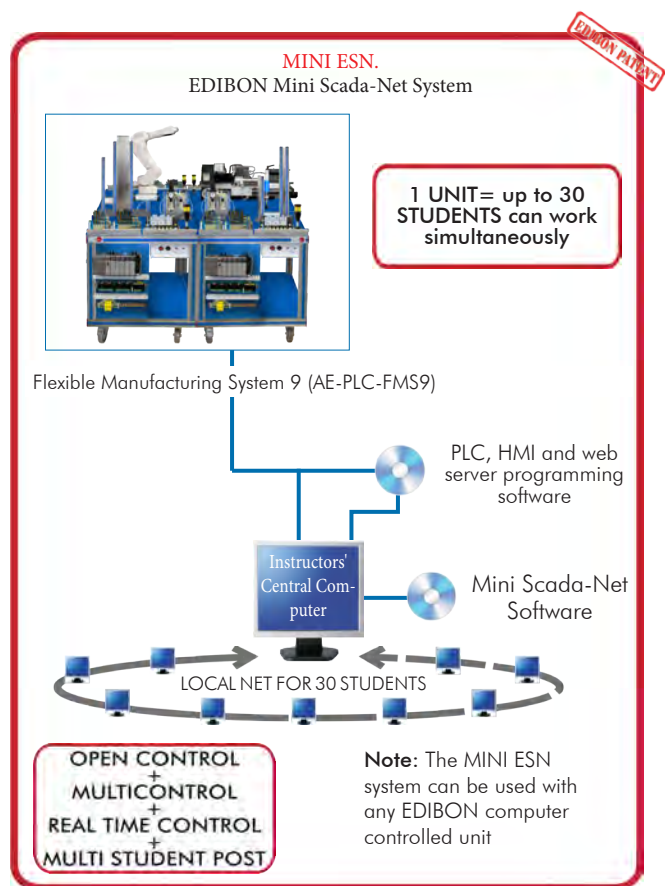 EDIBON PATENT
MINI ESN.
EDIBON Mini Scada-Net System
1 UNIT= up to 30
STUDENTS can work
simultaneously
Flexible Manufacturing System 9 (AE-PLC-FMS9)
PLC, HMI and web
server programming
software
Instructors'
Central Com-
puter
Mini Scada-Net
Software
LOCAL NET FOR 30 STUDENTS
OPEN CONTROL
+
MULTICONTROL
+
REAL TIME CONTROL
+
MULTI STUDENT POST
Note: The MINI ESN
system can be used with
any EDIBON computer
controlled unit